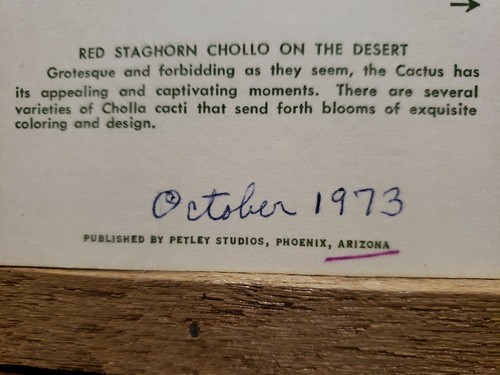 RED STAGHORN CHOLLO ON THE DESERT
Grotesque and forbidding as they seem, the Cactus has
its appealing and captivating moments. There are several
varieties of Cholla cacti that send forth blooms of exquisite
coloring and design.
October 1973
PUBLISHED BY PETLEY STUDIOS, PHOENIX, ARIZONA